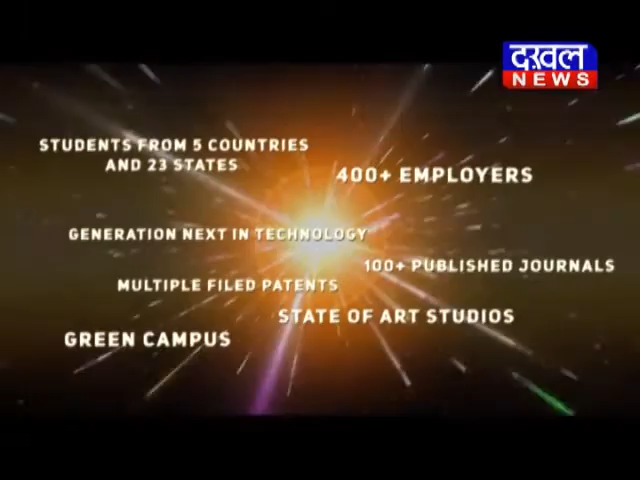 दख़ल
NEWS
STUDENTS FROM 5 COUNTRIES
AND 23 STATES
400+ EMPLOYERS
GENERATION NEXT IN TECHNOLOGY
100+ PUBLISHED JOURNALS
MULTIPLE FILED PATENTS
STATE OF ART STUDIOS
GREEN CAMPUS